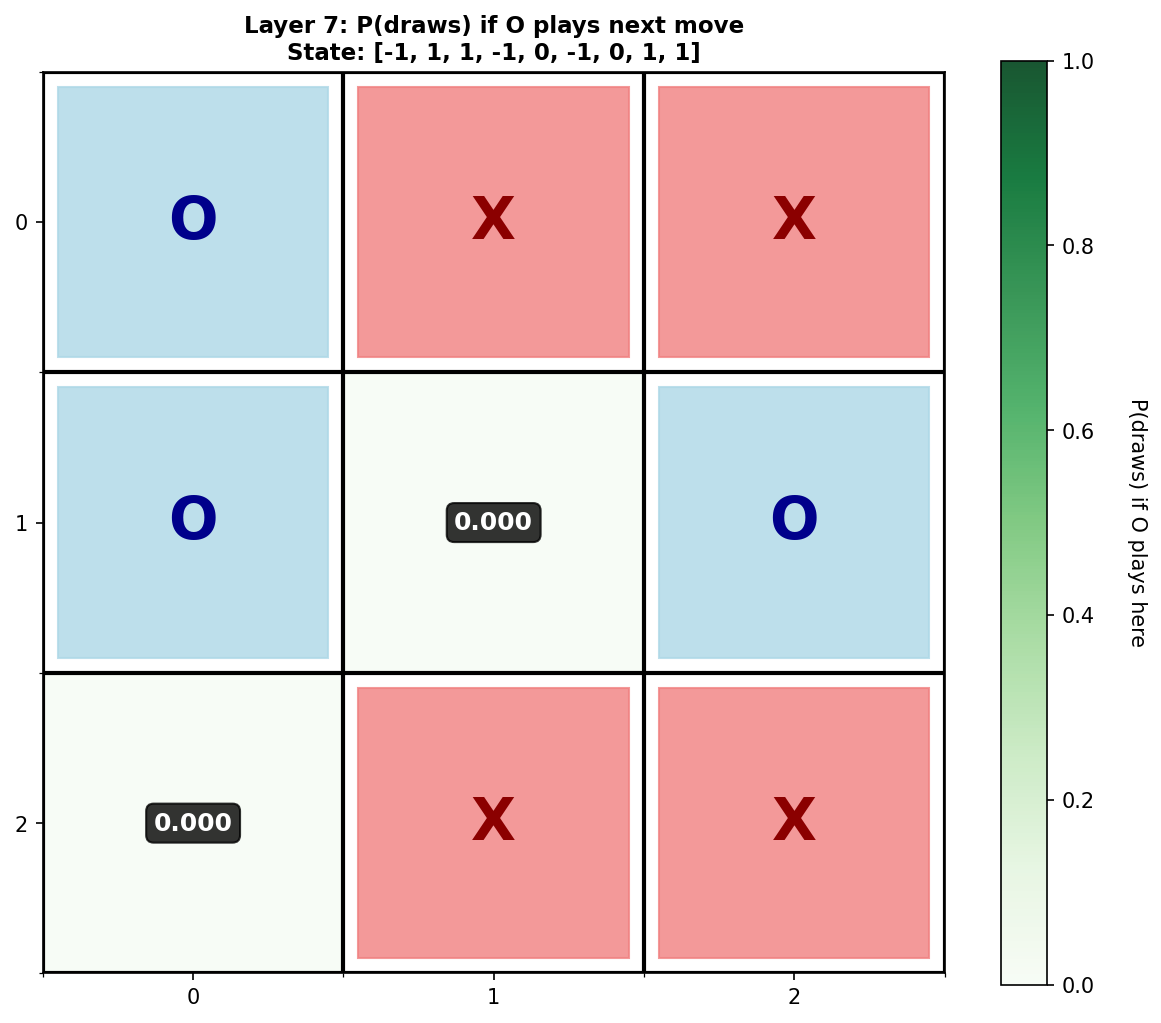 Layer 7: P(draws) if O plays next move
State: [-1, 1, 1, -1, 0, -1, 0, 1, 1]
O X X
O 0.000 O
0.000 X X
0
1
2
0 1 2
1.0
0.8
0.6
0.4
0.2
0.0
P(draws) if O plays here